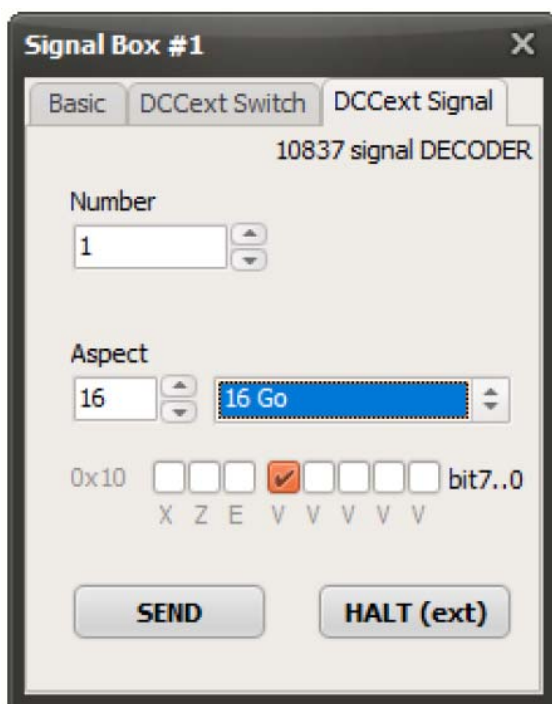 Signal Box #1
Basic DCCext Switch DCCext Signal
10837 signal DECODER
Number
1
Aspect
16 16 Go
0x10 bit7..0
X Z E V V V V V
SEND HALT (ext)